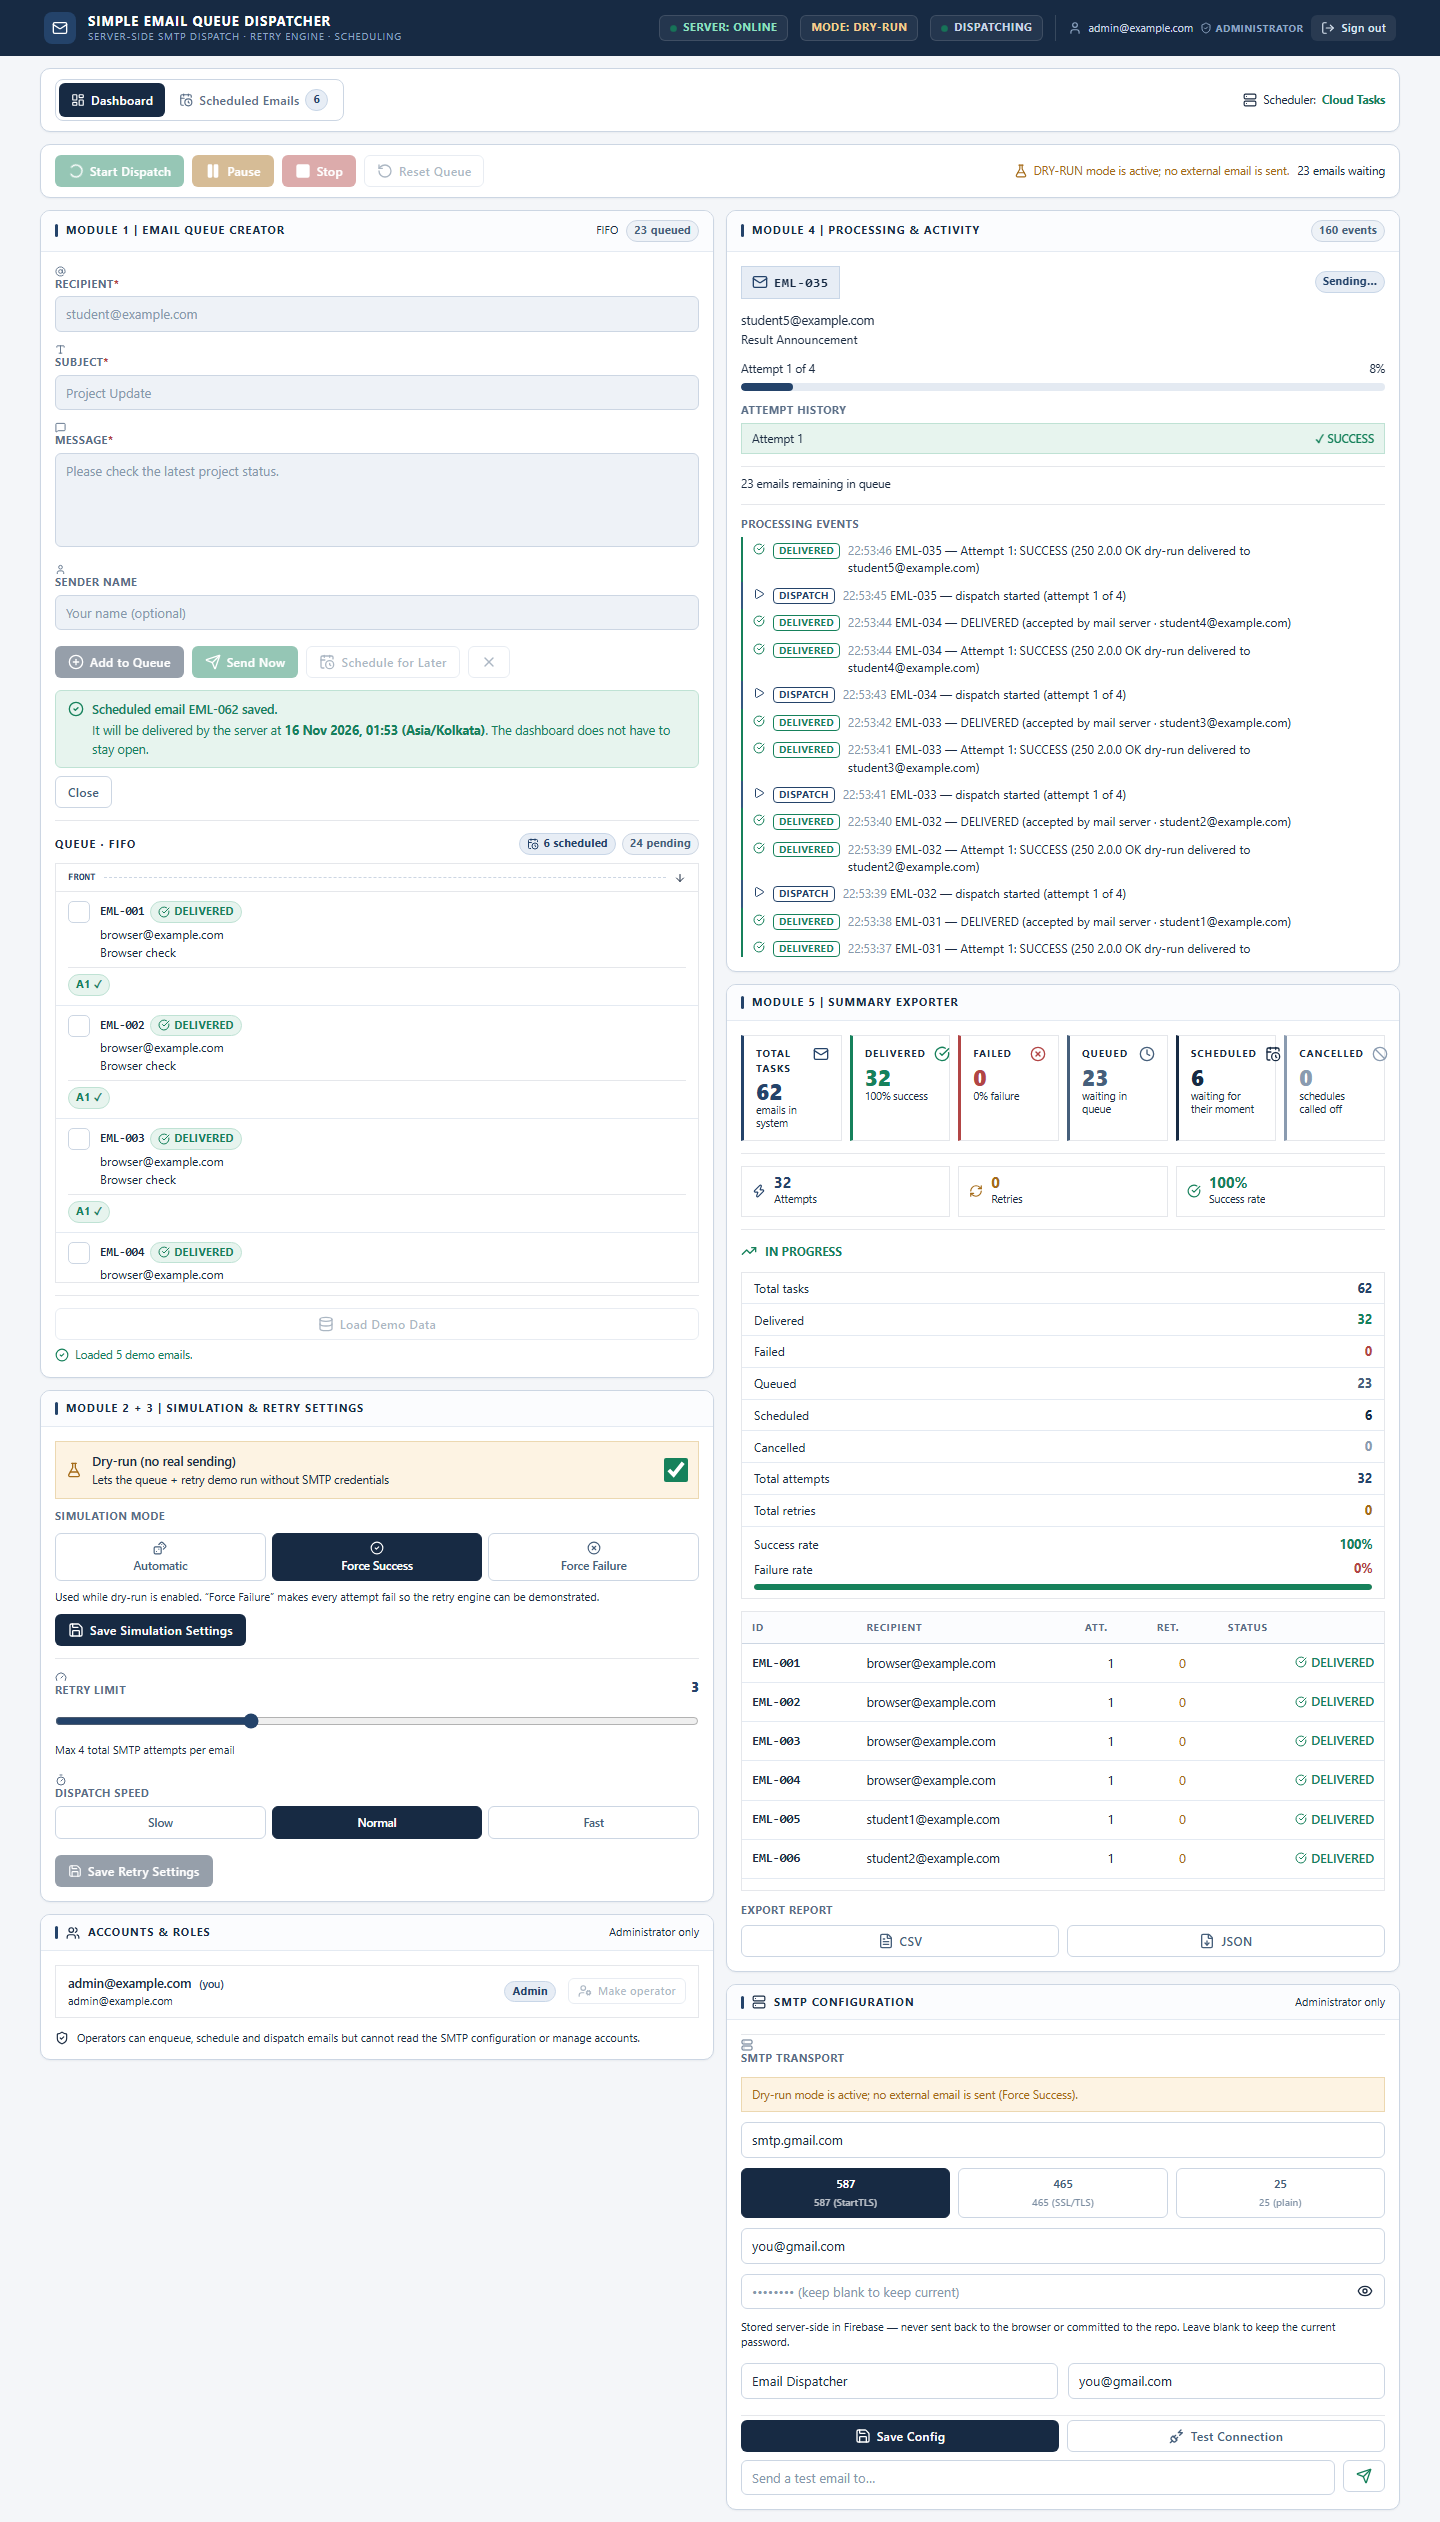 SIMPLE EMAIL QUEUE DISPATCHER
SERVER-SIDE SMTP DISPATCH · RETRY ENGINE · SCHEDULING
SERVER: ONLINE
MODE: DRY-RUN
DISPATCHING
admin@example.com
ADMINISTRATOR
Sign out
Dashboard
Scheduled Emails 6
Scheduler: Cloud Tasks
Start Dispatch
Pause
Stop
Reset Queue
DRY-RUN mode is active; no external email is sent. 23 emails waiting
MODULE 1 | EMAIL QUEUE CREATOR
FIFO 23 queued
RECIPIENT*
student@example.com
SUBJECT*
Project Update
MESSAGE*
Please check the latest project status.
SENDER NAME
Your name (optional)
Add to Queue
Send Now
Schedule for Later
Scheduled email EML-062 saved.
It will be delivered by the server at 16 Nov 2026, 01:53 (Asia/Kolkata). The dashboard does not have to
stay open.
Close
QUEUE · FIFO
6 scheduled
24 pending
FRONT
EML-001 DELIVERED
browser@example.com
Browser check
A1 ✓
EML-002 DELIVERED
browser@example.com
Browser check
A1 ✓
EML-003 DELIVERED
browser@example.com
Browser check
A1 ✓
EML-004 DELIVERED
browser@example.com
Load Demo Data
Loaded 5 demo emails.
MODULE 2 + 3 | SIMULATION & RETRY SETTINGS
Dry-run (no real sending)
Lets the queue + retry demo run without SMTP credentials
SIMULATION MODE
Automatic
Force Success
Force Failure
Used while dry-run is enabled. “Force Failure” makes every attempt fail so the retry engine can be demonstrated.
Save Simulation Settings
RETRY LIMIT
3
Max 4 total SMTP attempts per email
DISPATCH SPEED
Slow
Normal
Fast
Save Retry Settings
ACCOUNTS & ROLES
Administrator only
admin@example.com (you)
admin@example.com
Admin
Make operator
Operators can enqueue, schedule and dispatch emails but cannot read the SMTP configuration or manage accounts.
MODULE 4 | PROCESSING & ACTIVITY
160 events
EML-035
Sending...
student5@example.com
Result Announcement
Attempt 1 of 4
8%
ATTEMPT HISTORY
Attempt 1
✓ SUCCESS
23 emails remaining in queue
PROCESSING EVENTS
DELIVERED 22:53:46 EML-035 — Attempt 1: SUCCESS (250 2.0.0 OK dry-run delivered to
student5@example.com)
DISPATCH 22:53:45 EML-035 — dispatch started (attempt 1 of 4)
DELIVERED 22:53:44 EML-034 — DELIVERED (accepted by mail server · student4@example.com)
DELIVERED 22:53:44 EML-034 — Attempt 1: SUCCESS (250 2.0.0 OK dry-run delivered to
student4@example.com)
DISPATCH 22:53:43 EML-034 — dispatch started (attempt 1 of 4)
DELIVERED 22:53:42 EML-033 — DELIVERED (accepted by mail server · student3@example.com)
DELIVERED 22:53:41 EML-033 — Attempt 1: SUCCESS (250 2.0.0 OK dry-run delivered to
student3@example.com)
DISPATCH 22:53:41 EML-033 — dispatch started (attempt 1 of 4)
DELIVERED 22:53:40 EML-032 — DELIVERED (accepted by mail server · student2@example.com)
DELIVERED 22:53:39 EML-032 — Attempt 1: SUCCESS (250 2.0.0 OK dry-run delivered to
student2@example.com)
DISPATCH 22:53:39 EML-032 — dispatch started (attempt 1 of 4)
DELIVERED 22:53:38 EML-031 — DELIVERED (accepted by mail server · student1@example.com)
DELIVERED 22:53:37 EML-031 — Attempt 1: SUCCESS (250 2.0.0 OK dry-run delivered to
MODULE 5 | SUMMARY EXPORTER
TOTAL
TASKS
62
emails in
system
DELIVERED
32
100% success
FAILED
0
0% failure
QUEUED
23
waiting in
queue
SCHEDULED
6
waiting for
their moment
CANCELLED
0
schedules
called off
32
Attempts
0
Retries
100%
Success rate
IN PROGRESS
Total tasks 62
Delivered 32
Failed 0
Queued 23
Scheduled 6
Cancelled 0
Total attempts 32
Total retries 0
Success rate 100%
Failure rate 0%
ID RECIPIENT ATT. RET. STATUS
EML-001 browser@example.com 1 0 DELIVERED
EML-002 browser@example.com 1 0 DELIVERED
EML-003 browser@example.com 1 0 DELIVERED
EML-004 browser@example.com 1 0 DELIVERED
EML-005 student1@example.com 1 0 DELIVERED
EML-006 student2@example.com 1 0 DELIVERED
EXPORT REPORT
CSV
JSON
SMTP CONFIGURATION
Administrator only
SMTP TRANSPORT
Dry-run mode is active; no external email is sent (Force Success).
smtp.gmail.com
587
587 (StartTLS)
465
465 (SSL/TLS)
25
25 (plain)
you@gmail.com
•••••••• (keep blank to keep current)
Stored server-side in Firebase — never sent back to the browser or committed to the repo. Leave blank to keep the current
password.
Email Dispatcher
you@gmail.com
Save Config
Test Connection
Send a test email to...